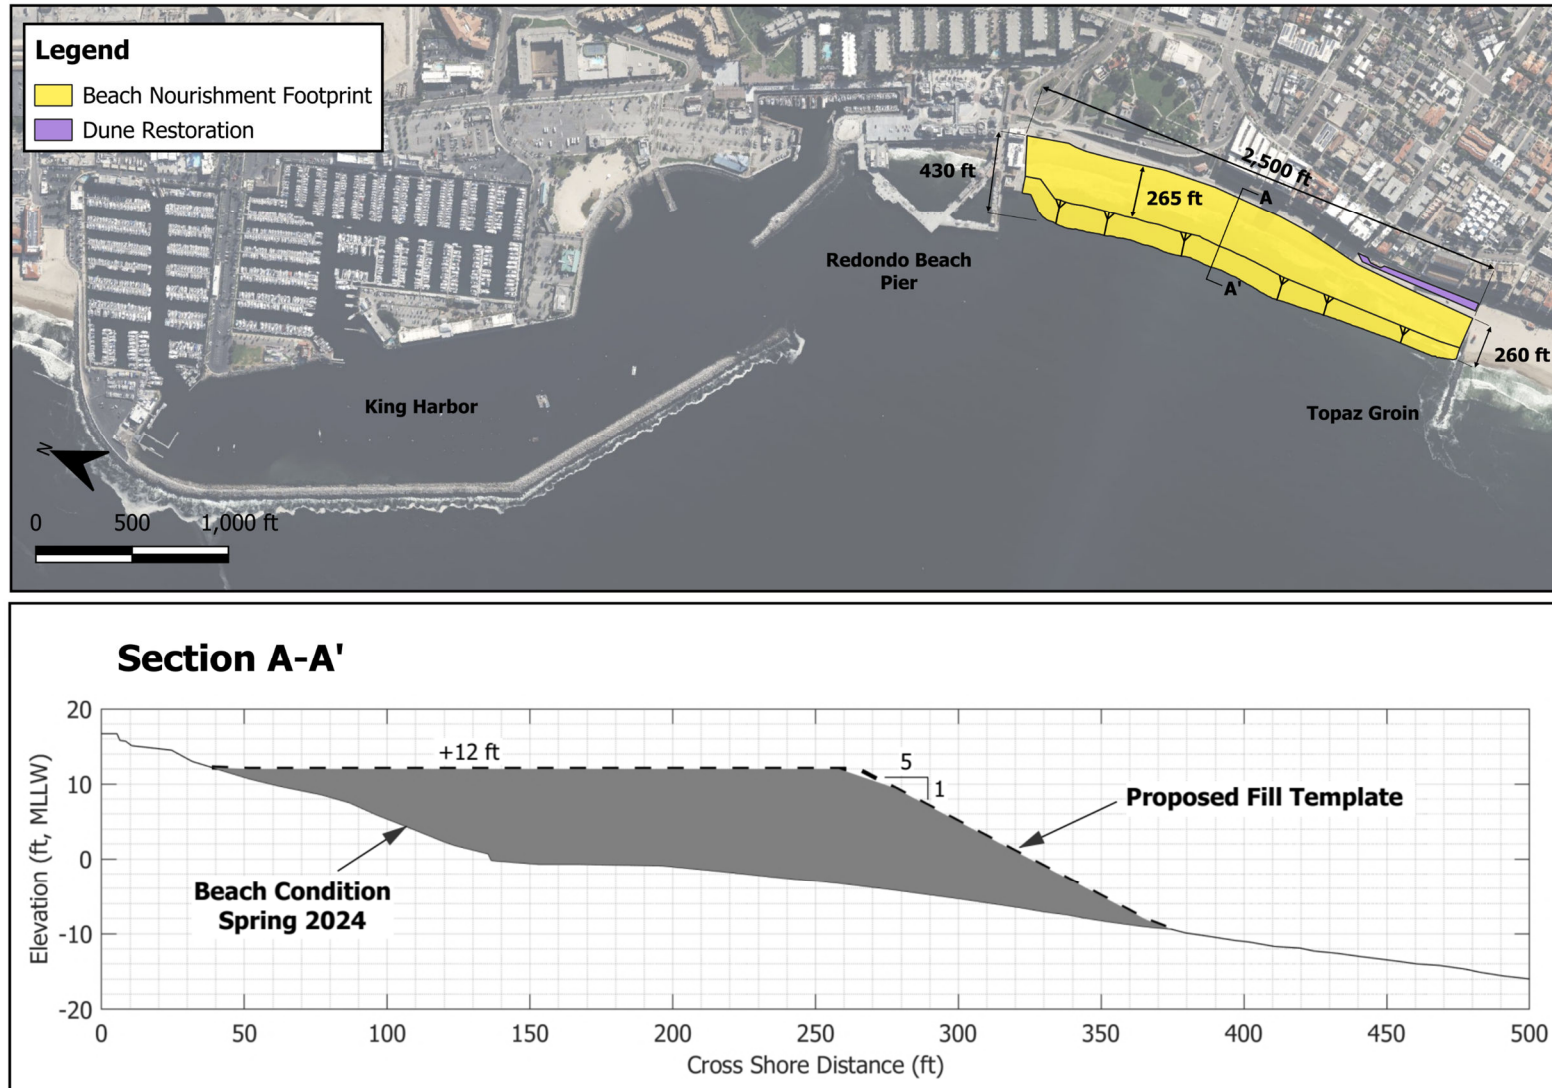 Legend
Beach Nourishment Footprint
Dune Restoration
430 ft
2,500 ft
265 ft
A
A'
260 ft
Redondo Beach
Pier
King Harbor
Topaz Groin
N
0 500 1,000 ft
Section A-A'
Elevation (ft, MLLW)
20
10
0
-10
-20
+12 ft
5
1
Proposed Fill Template
Beach Condition
Spring 2024
0 50 100 150 200 250 300 350 400 450 500
Cross Shore Distance (ft)